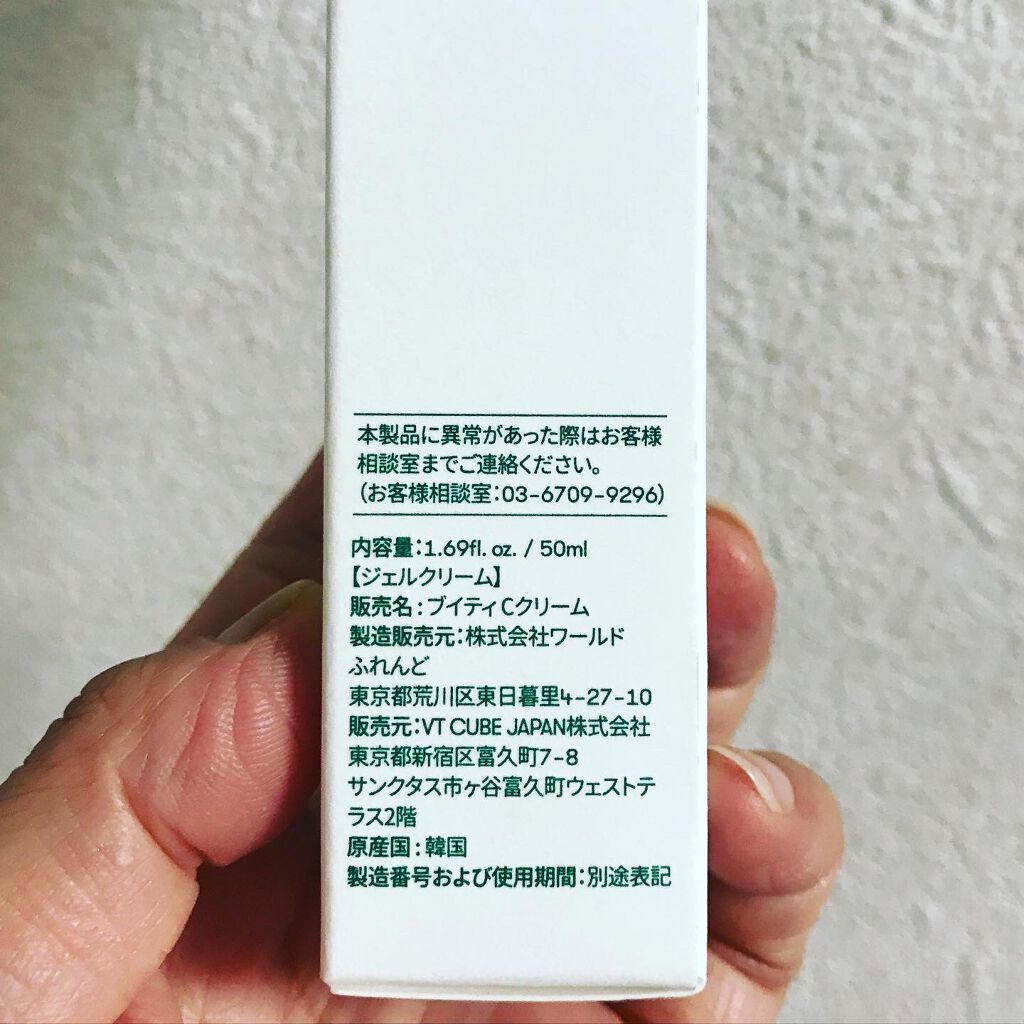 本製品に異常があった際はお客様
相談室までご連絡ください。
（お客様相談室：03-6709-9296）
内容量：1.69fl. oz. / 50ml
【ジェルクリーム】
販売名：ブイティCクリーム
製造販売元：株式会社ワールド
ふれんど
東京都荒川区東日暮里4-27-10
販売元：VT CUBE JAPAN株式会社
東京都新宿区富久町7-8
サンクタス市ヶ谷富久町ウェストテ
ラス2階
原産国：韓国
製造番号および使用期間：別途表記